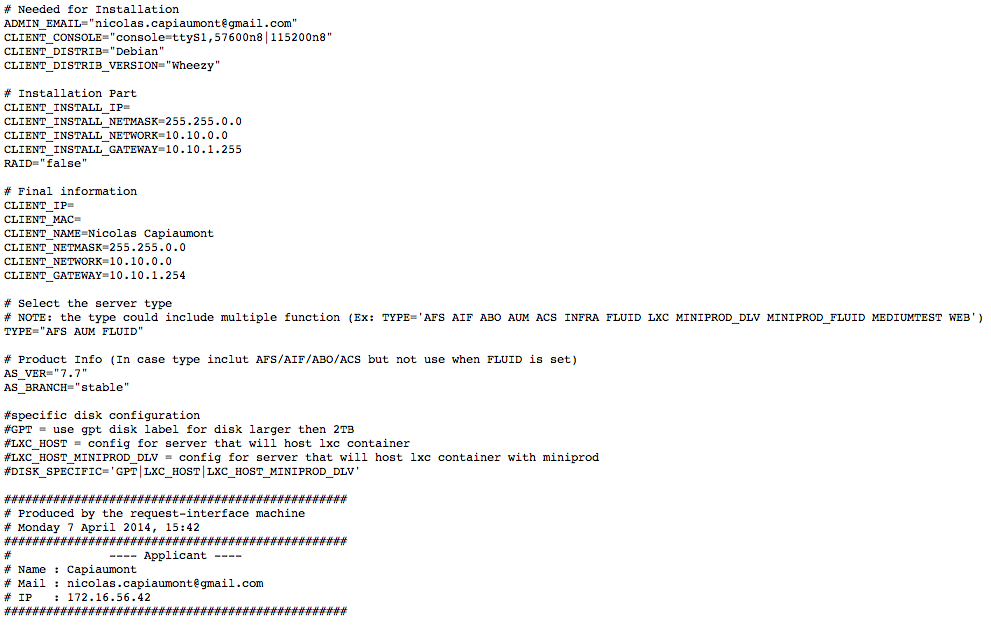 # Needed for Installation
ADMIN_EMAIL="nicolas.capiaumont@gmail.com"
CLIENT_CONSOLE="console=ttyS1,57600n8|115200n8"
CLIENT_DISTRIB="Debian"
CLIENT_DISTRIB_VERSION="Wheezy"

# Installation Part
CLIENT_INSTALL_IP=
CLIENT_INSTALL_NETMASK=255.255.0.0
CLIENT_INSTALL_NETWORK=10.10.0.0
CLIENT_INSTALL_GATEWAY=10.10.1.255
RAID="false"

# Final information
CLIENT_IP=
CLIENT_MAC=
CLIENT_NAME=Nicolas Capiaumont
CLIENT_NETMASK=255.255.0.0
CLIENT_NETWORK=10.10.0.0
CLIENT_GATEWAY=10.10.1.254

# Select the server type
# NOTE: the type could include multiple function (Ex: TYPE='AFS AIF ABO AUM ACS INFRA FLUID LXC MINIPROD_DLV MINIPROD_FLUID MEDIUMTEST WEB')
TYPE="AFS AUM FLUID"

# Product Info (In case type inclut AFS/AIF/ABO/ACS but not use when FLUID is set)
AS_VER="7.7"
AS_BRANCH="stable"

#specific disk configuration
#GPT = use gpt disk label for disk larger then 2TB
#LXC_HOST = config for server that will host lxc container
#LXC_HOST_MINIPROD_DLV = config for server that will host lxc container with miniprod
#DISK_SPECIFIC='GPT|LXC_HOST|LXC_HOST_MINIPROD_DLV'

#################################################
# Produced by the request-interface machine
# Monday 7 April 2014, 15:42
#################################################
#              ---- Applicant ----
# Name : Capiaumont
# Mail : nicolas.capiaumont@gmail.com
# IP   : 172.16.56.42
#################################################